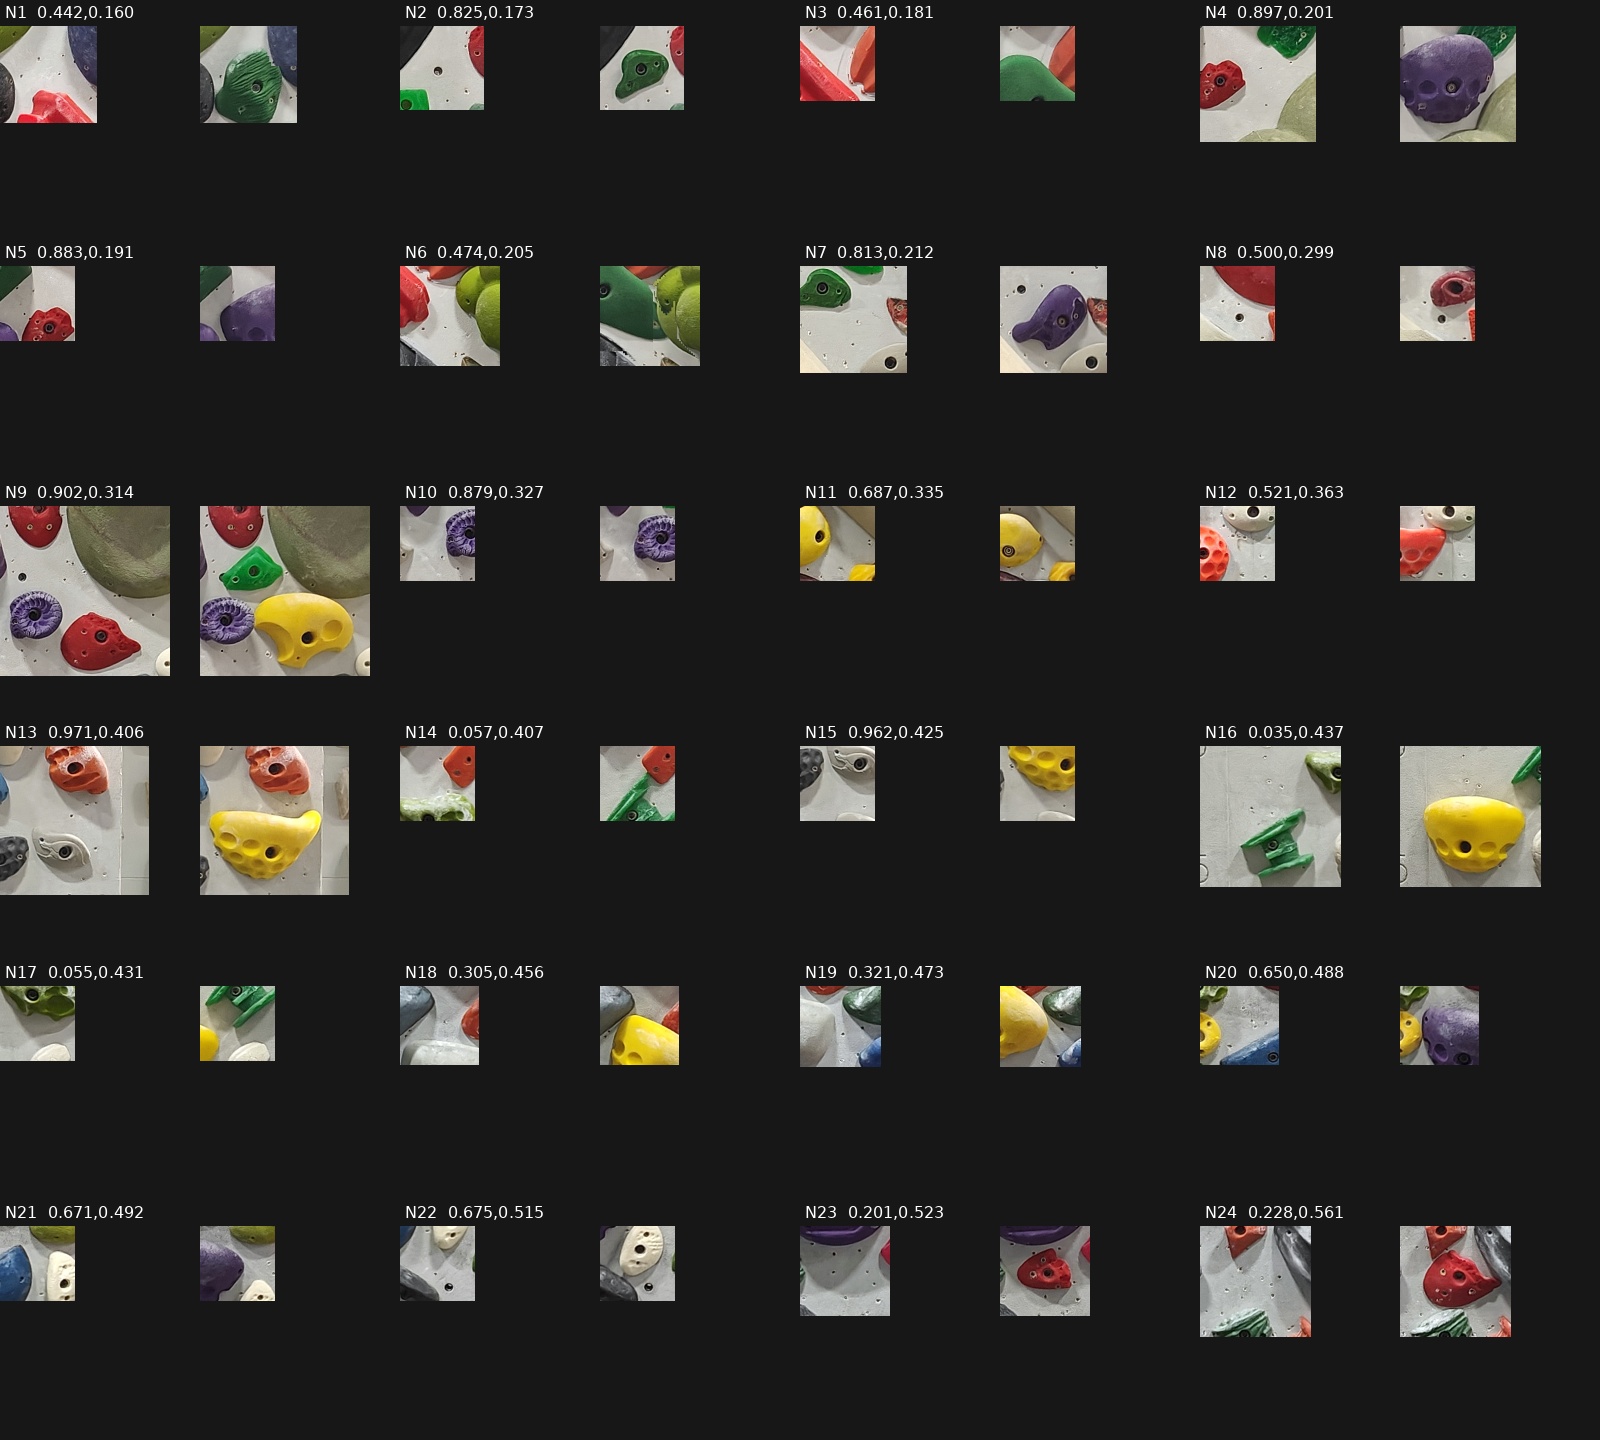 N1 0.442,0.160
N2 0.825,0.173
N3 0.461,0.181
N4 0.897,0.201
N5 0.883,0.191
N6 0.474,0.205
N7 0.813,0.212
N8 0.500,0.299
N9 0.902,0.314
N10 0.879,0.327
N11 0.687,0.335
N12 0.521,0.363
N13 0.971,0.406
N14 0.057,0.407
N15 0.962,0.425
N16 0.035,0.437
N17 0.055,0.431
N18 0.305,0.456
N19 0.321,0.473
N20 0.650,0.488
N21 0.671,0.492
N22 0.675,0.515
N23 0.201,0.523
N24 0.228,0.561